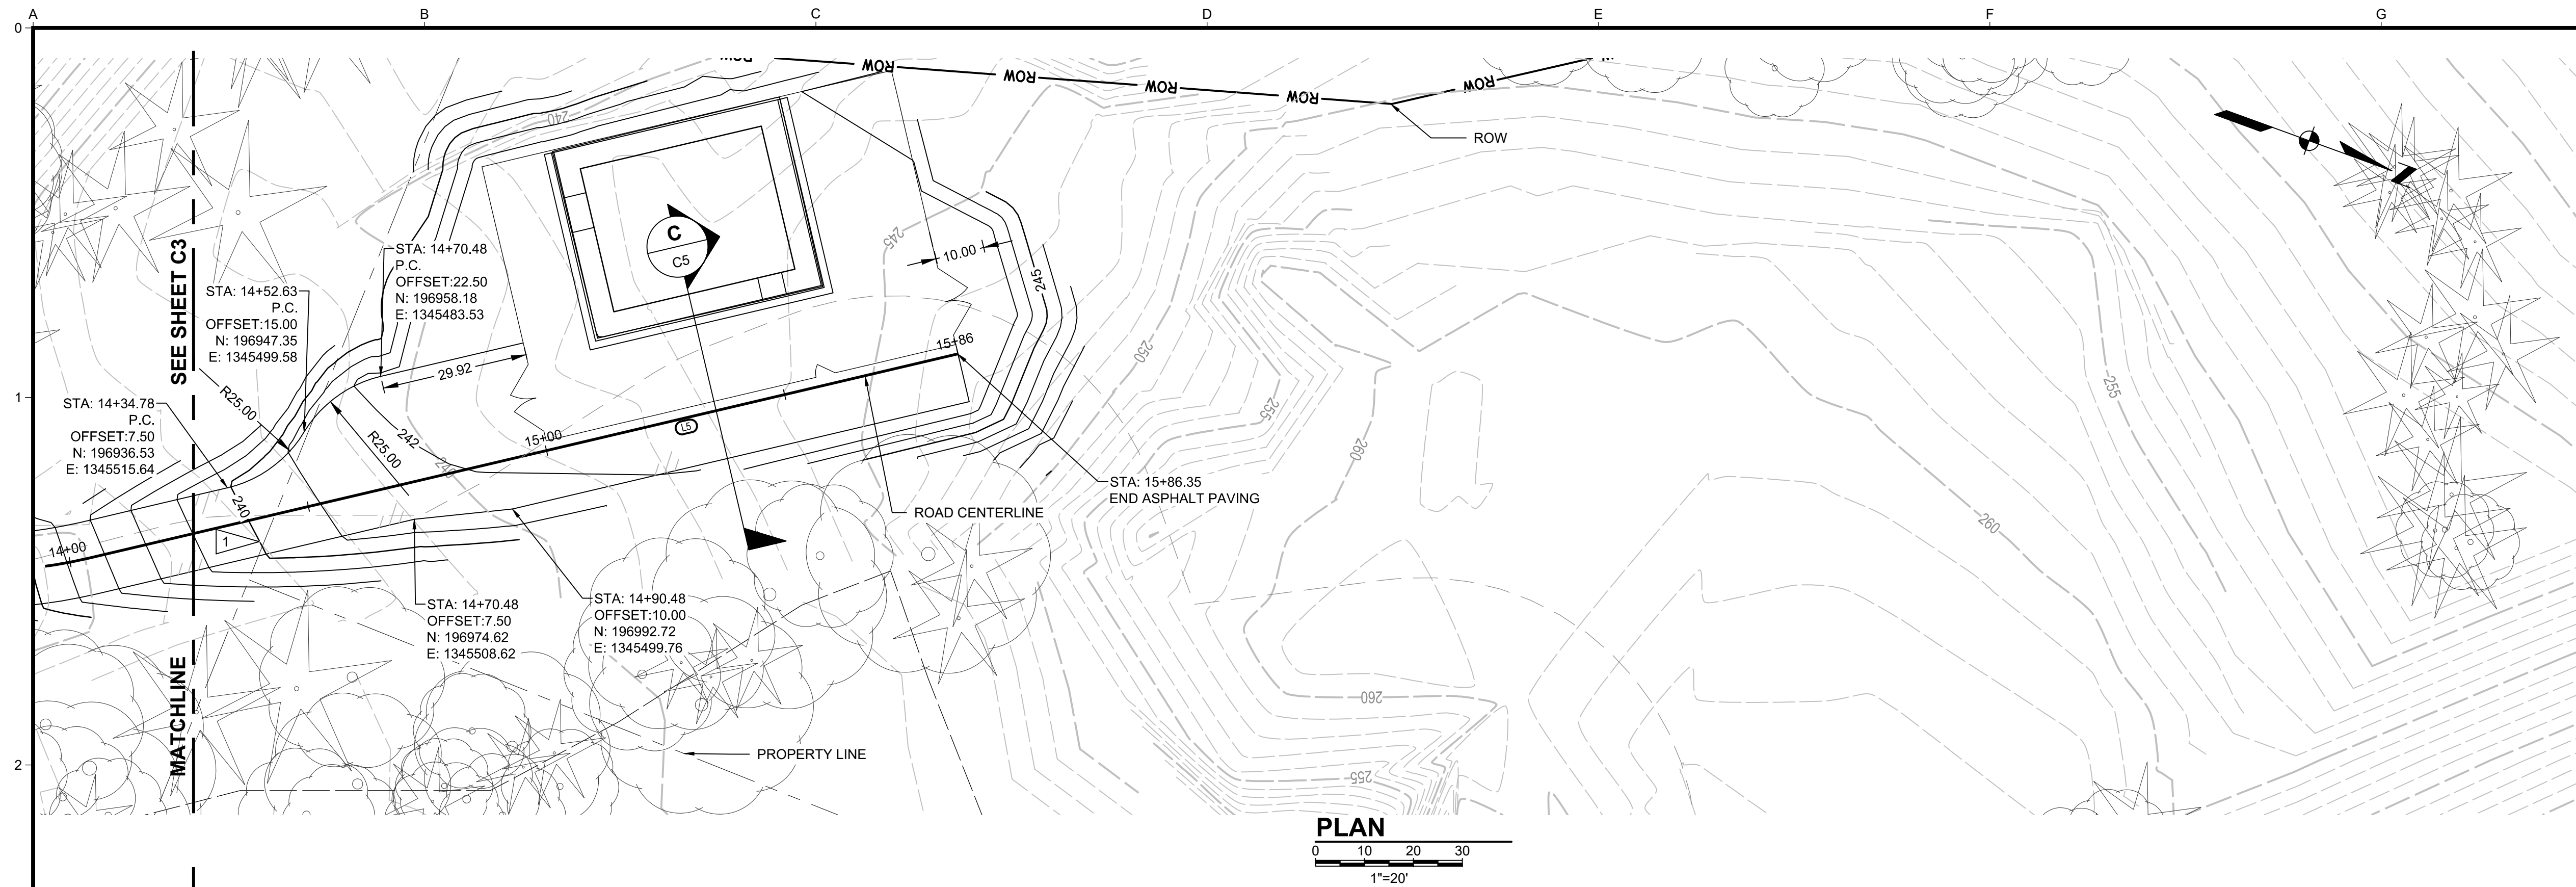 A B C D E F G
0
1
2
ROW ROW ROW ROW ROW
ROW
240
SEE SHEET C3
MATCHLINE
STA: 14+70.48
P.C.
OFFSET:22.50
N: 196958.18
E: 1345483.53
STA: 14+52.63
P.C.
OFFSET:15.00
N: 196947.35
E: 1345499.58
STA: 14+34.78
P.C.
OFFSET:7.50
N: 196936.53
E: 1345515.64
C
C5
245
10.00
245
29.92
R25.00
R25.00
242
240
240
14+00
15+00
15+86
L5
1
250
255
260
255
260
260
255
STA: 15+86.35
END ASPHALT PAVING
ROAD CENTERLINE
STA: 14+70.48
OFFSET:7.50
N: 196974.62
E: 1345508.62
STA: 14+90.48
OFFSET:10.00
N: 196992.72
E: 1345499.76
PROPERTY LINE
PLAN
0 10 20 30
1"=20'